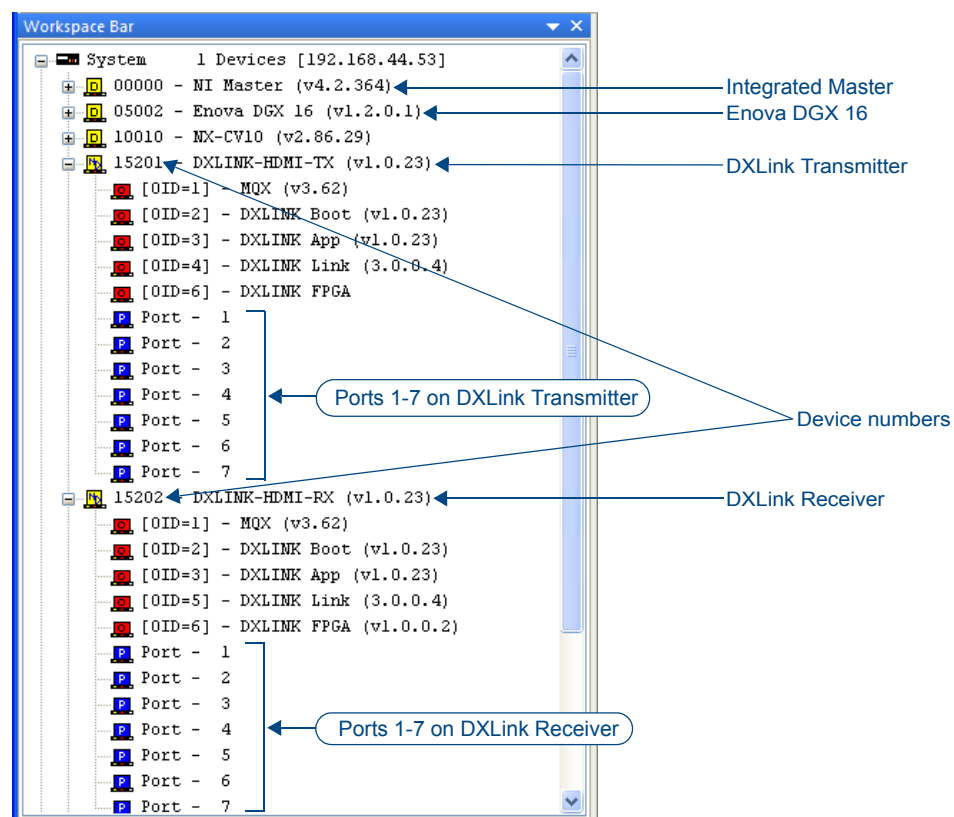 Workspace Bar
System 1 Devices [192.168.44.53]
00000 - NI Master (v4.2.364)
Integrated Master
05002 - Enova DGX 16 (v1.2.0.1)
Enova DGX 16
10010 - NX-CV10 (v2.86.29)
15201 - DXLINK-HDMI-TX (v1.0.23)
DXLink Transmitter
[OID=1] - MQX (v3.62)
[OID=2] - DXLINK Boot (v1.0.23)
[OID=3] - DXLINK App (v1.0.23)
[OID=4] - DXLINK Link (3.0.0.4)
[OID=6] - DXLINK FPGA
Port - 1
Port - 2
Port - 3
Port - 4
Ports 1-7 on DXLink Transmitter
Port - 5
Device numbers
Port - 6
Port - 7
15202 - DXLINK-HDMI-RX (v1.0.23)
DXLink Receiver
[OID=1] - MQX (v3.62)
[OID=2] - DXLINK Boot (v1.0.23)
[OID=3] - DXLINK App (v1.0.23)
[OID=5] - DXLINK Link (3.0.0.4)
[OID=6] - DXLINK FPGA (v1.0.0.2)
Port - 1
Port - 2
Port - 3
Port - 4
Ports 1-7 on DXLink Receiver
Port - 5
Port - 6
Port - 7